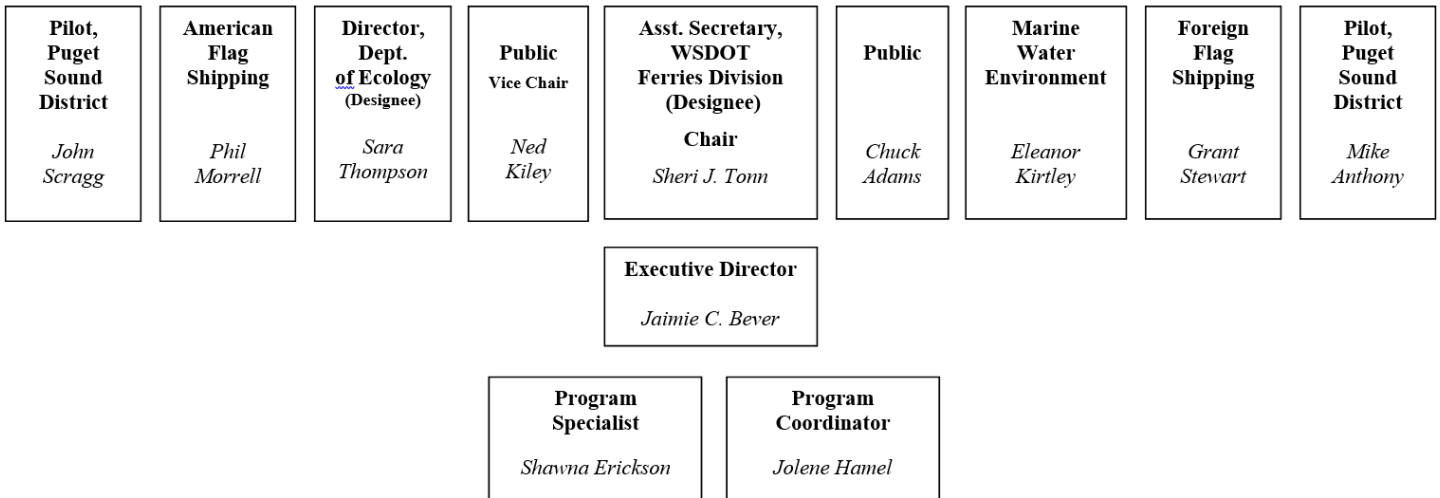 Pilot,
Puget
Sound
District
John
Scragg
American
Flag
Shipping
Phil
Morrell
Director,
Dept.
of Ecology
(Designee)
Sara
Thompson
Public
Vice Chair
Ned
Kiley
Asst. Secretary,
WSDOT
Ferries Division
(Designee)
Chair
Sheri J. Tonn
Public
Chuck
Adams
Marine
Water
Environment
Eleanor
Kirtley
Foreign
Flag
Shipping
Grant
Stewart
Pilot,
Puget
Sound
District
Mike
Anthony
Executive Director
Jaimie C. Bever
Program
Specialist
Shawna Erickson
Program
Coordinator
Jolene Hamel